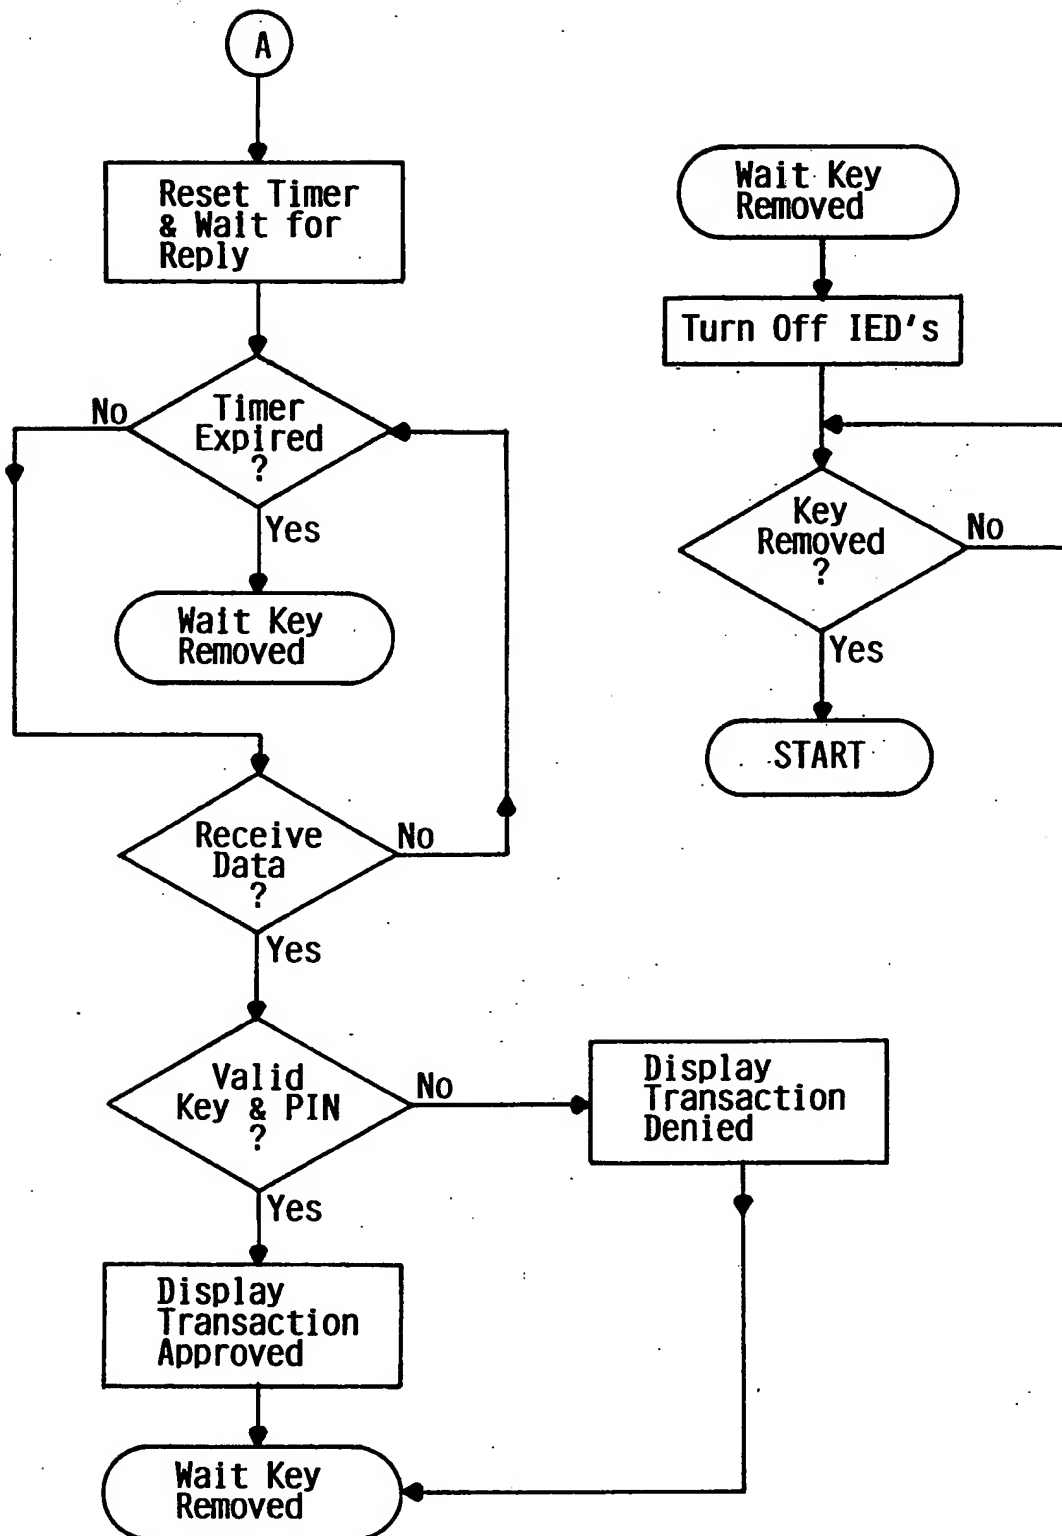 A
Reset Timer
& Wait for
Reply
No
Timer
Expired
?
Yes
Wait Key
Removed
Receive
Data
?
No
Yes
Valid
Key & PIN
?
No
Yes
Display
Transaction
Denied
Display
Transaction
Approved
Wait Key
Removed
Wait Key
Removed
Turn Off IED's
Key
Removed
?
No
Yes
START